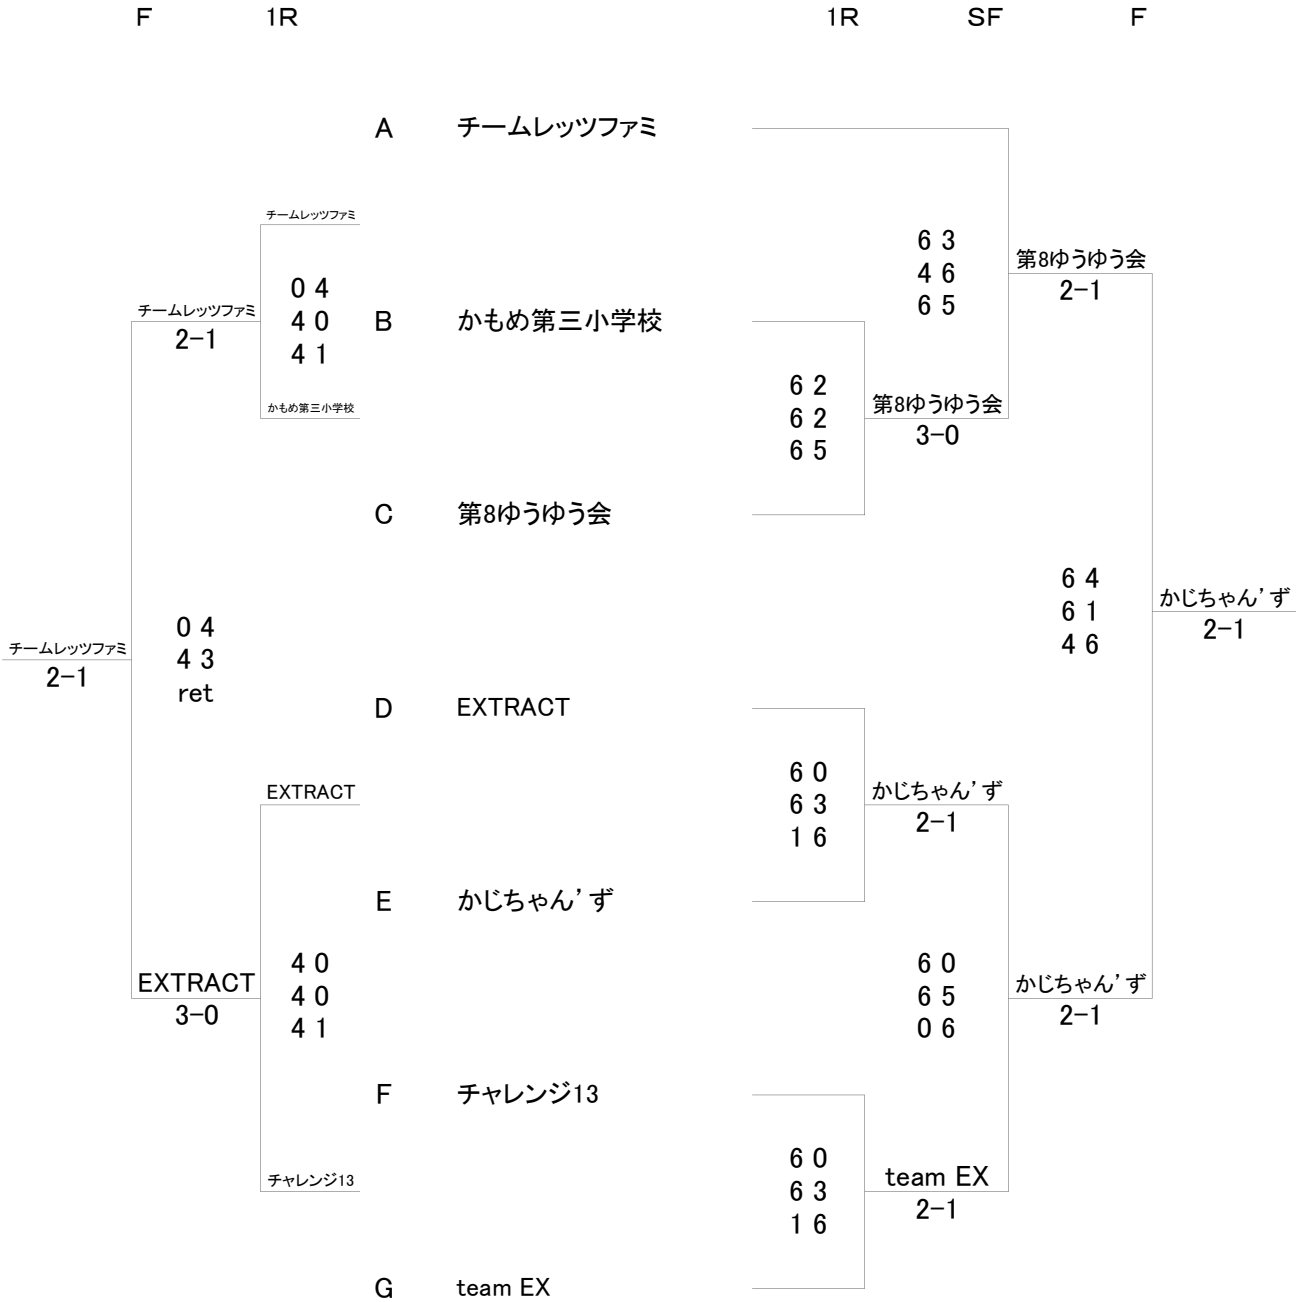 F 1R 1R SF F
A チームレッツファミ
チームレッツファミ
6 3
第8ゆうゆう会
4 6
0 4
2-1
チームレッツファミ
6 5
4 0
B かもめ第三小学校
2-1
4 1
6 2
かもめ第三小学校
6 2
第8ゆうゆう会
3-0
6 5
C 第8ゆうゆう会
6 4
かじちゃん’ず
6 1
0 4
2-1
チームレッツファミ
4 3
4 6
2-1
ret
D EXTRACT
6 0
EXTRACT
6 3
かじちゃん’ず
2-1
1 6
E かじちゃん’ず
4 0
6 0
EXTRACT
4 0
6 5
かじちゃん’ず
3-0
4 1
0 6
2-1
F チャレンジ13
6 0
チャレンジ13
6 3
team EX
2-1
1 6
G team EX